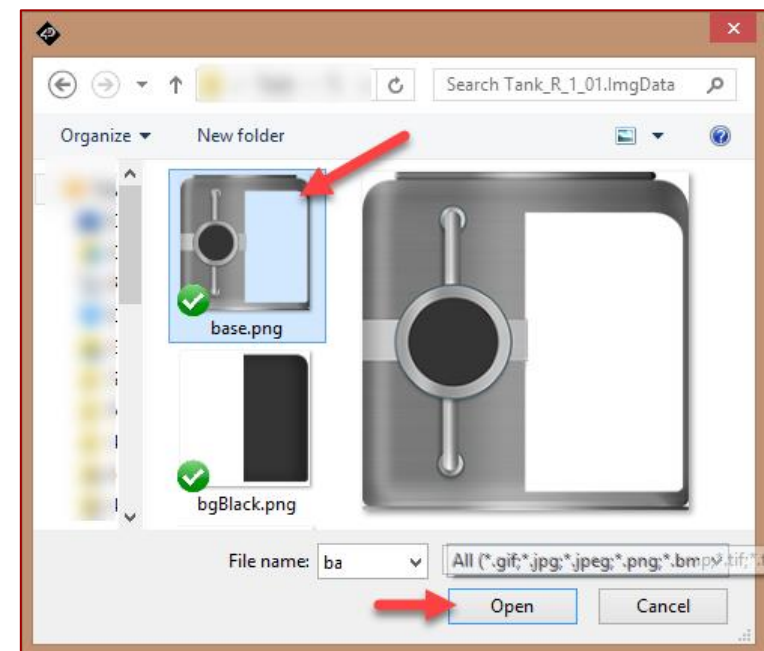 Search Tank_R_1_01.ImgData
Organize New folder
base.png
bgBlack.png
File name: ba All (*.gif;*.jpg;*.jpeg;*.png;*.bmp;*.tif;*.t
Open Cancel